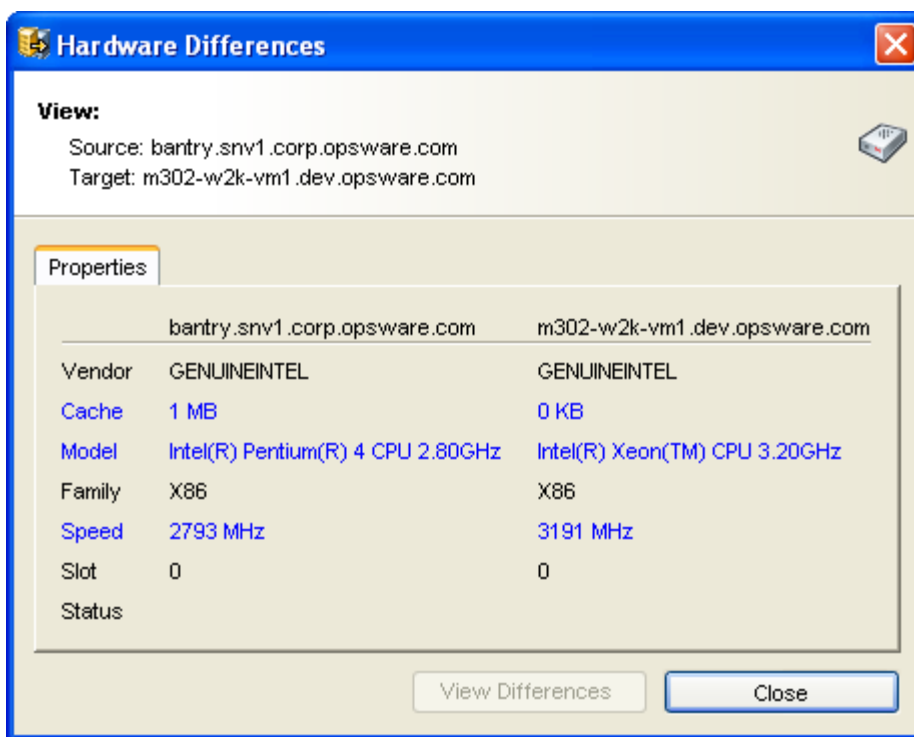 Hardware Differences
View:
Source: bantry.snv1.corp.opsware.com
Target: m302-w2k-vm1.dev.opsware.com
Properties
bantry.snv1.corp.opsware.com m302-w2k-vm1.dev.opsware.com
Vendor GENUINEINTEL GENUINEINTEL
Cache 1 MB 0 KB
Model Intel(R) Pentium(R) 4 CPU 2.80GHz Intel(R) Xeon(TM) CPU 3.20GHz
Family X86 X86
Speed 2793 MHz 3191 MHz
Slot 0 0
Status
View Differences Close